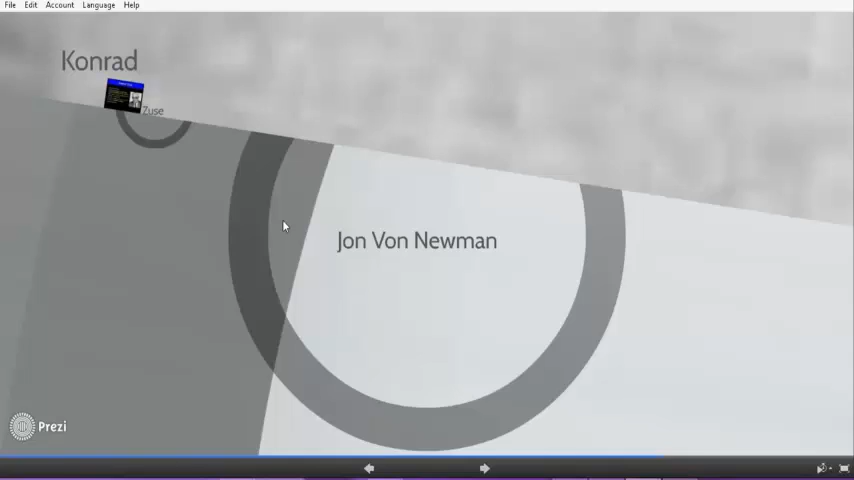 File Edit Account Language Help
Konrad
Zuse
Jon Von Newman
Prezi